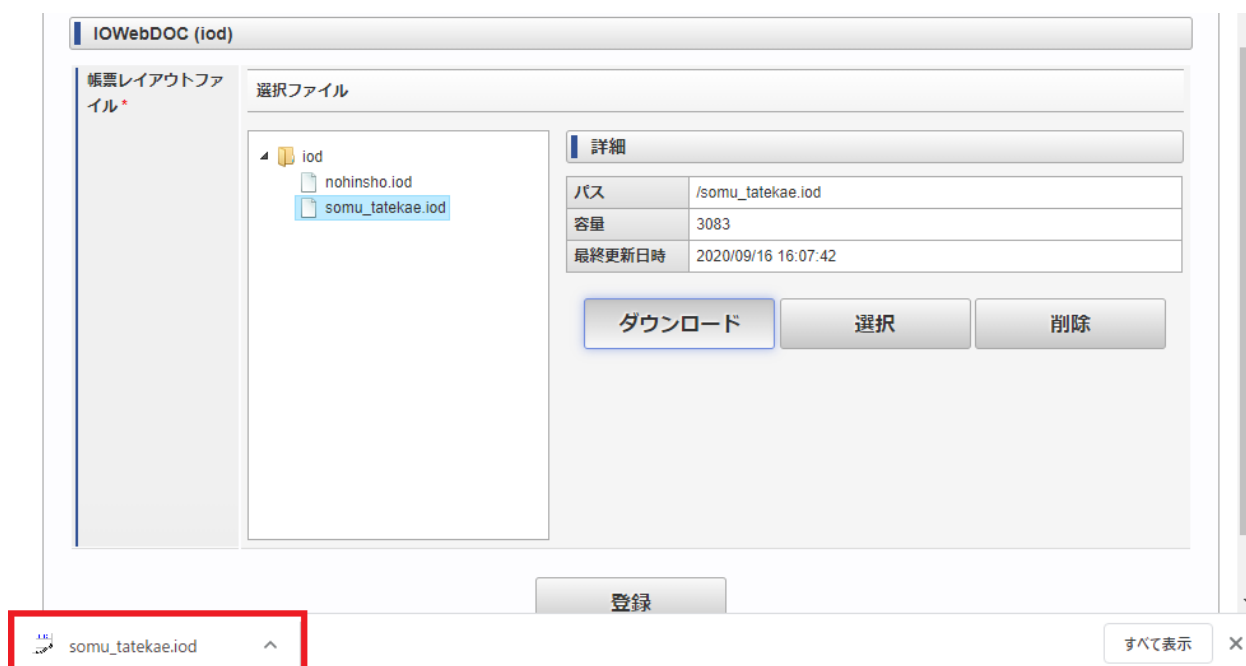 IOWebDOC (iod)
帳票レイアウトファ
イル*
選択ファイル
iod
nohinsho.iod
somu_tatekae.iod
詳細
パス /somu_tatekae.iod
容量 3083
最終更新日時 2020/09/16 16:07:42
ダウンロード 選択 削除
登録
somu_tatekae.iod
すべて表示